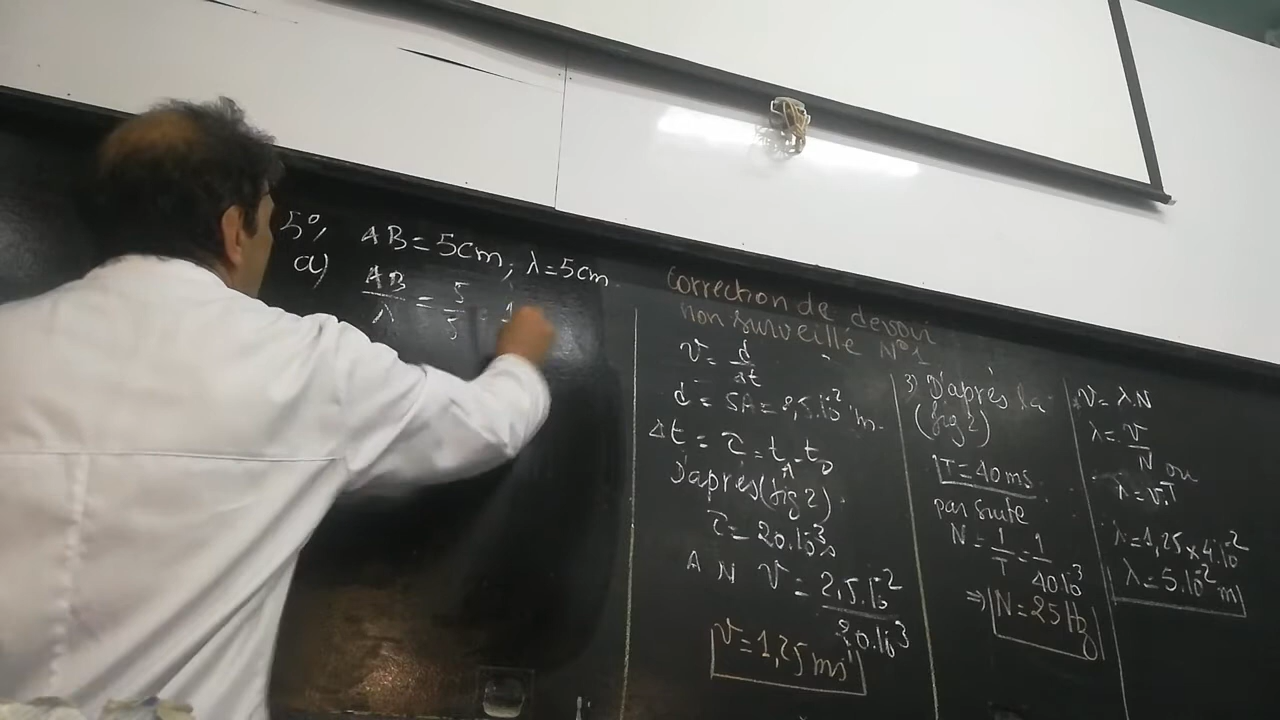 5°, AB = 5cm, λ = 5cm.
a) AB/λ = 5/5 = 1
Correction de devoir
non surveillé N°1
v = d/Δt
d = SA = 2,5.10⁻² m.
Δt = τ = t_A - t_0
D'après (fig 2)
τ = 20.10⁻³ s
A N v = 2,5.10⁻²/20.10⁻³
v = 1,25 ms⁻¹
3) D'après la
(fig 2)
T = 40 ms
par suite
N = 1/T = 1/40.10⁻³
⇒ N = 25 Hz
v = λ.N
λ = v/N ou
λ = v.T
λ = 1,25 × 4.10⁻²
λ = 5.10⁻² m